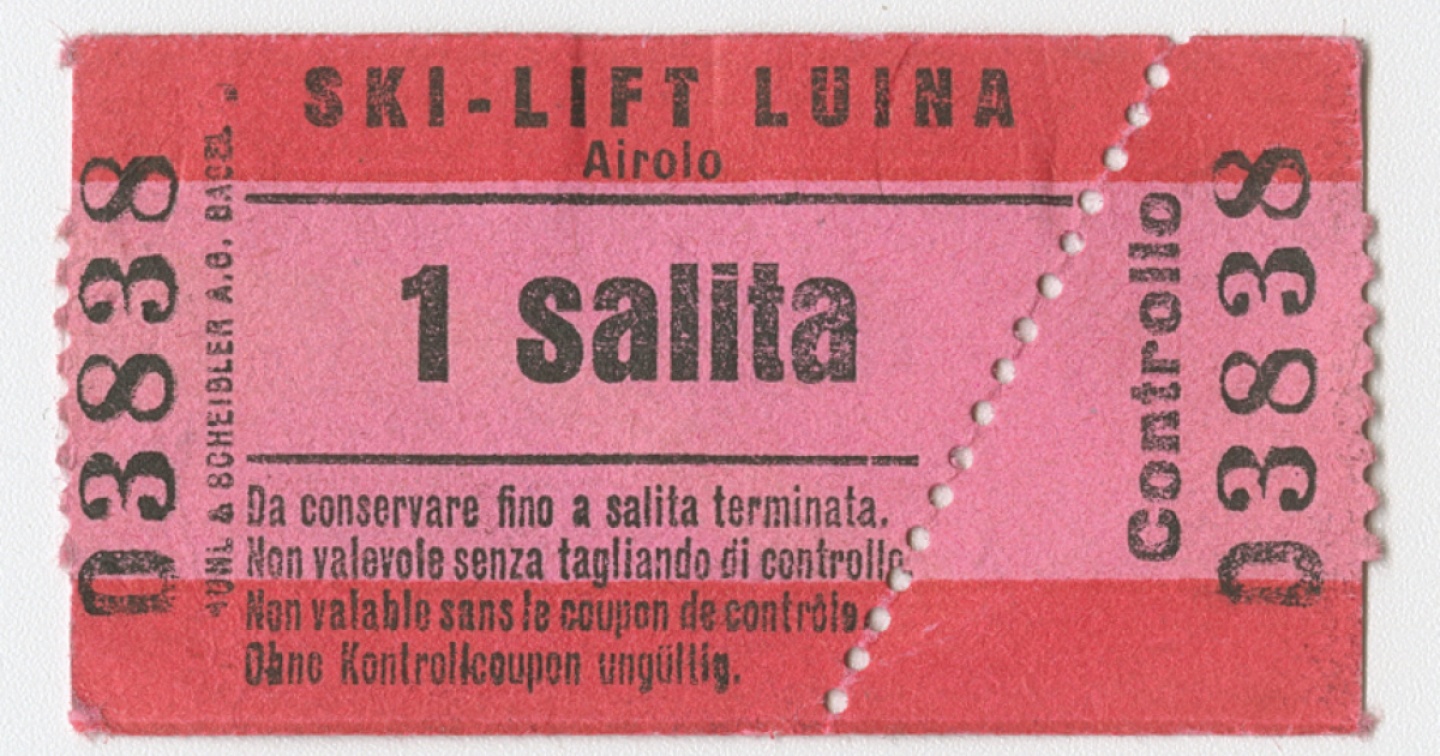 SKI-LIFT LUINA
Airolo
1 salita
Da conservare fino a salita terminata.
Non valevole senza tagliando di controllo.
Non valable sans le coupon de contrôle.
Ohne Kontrollcoupon ungültig.
03838
& SCHEIBLER A.G. BASEL
Controllo
03838